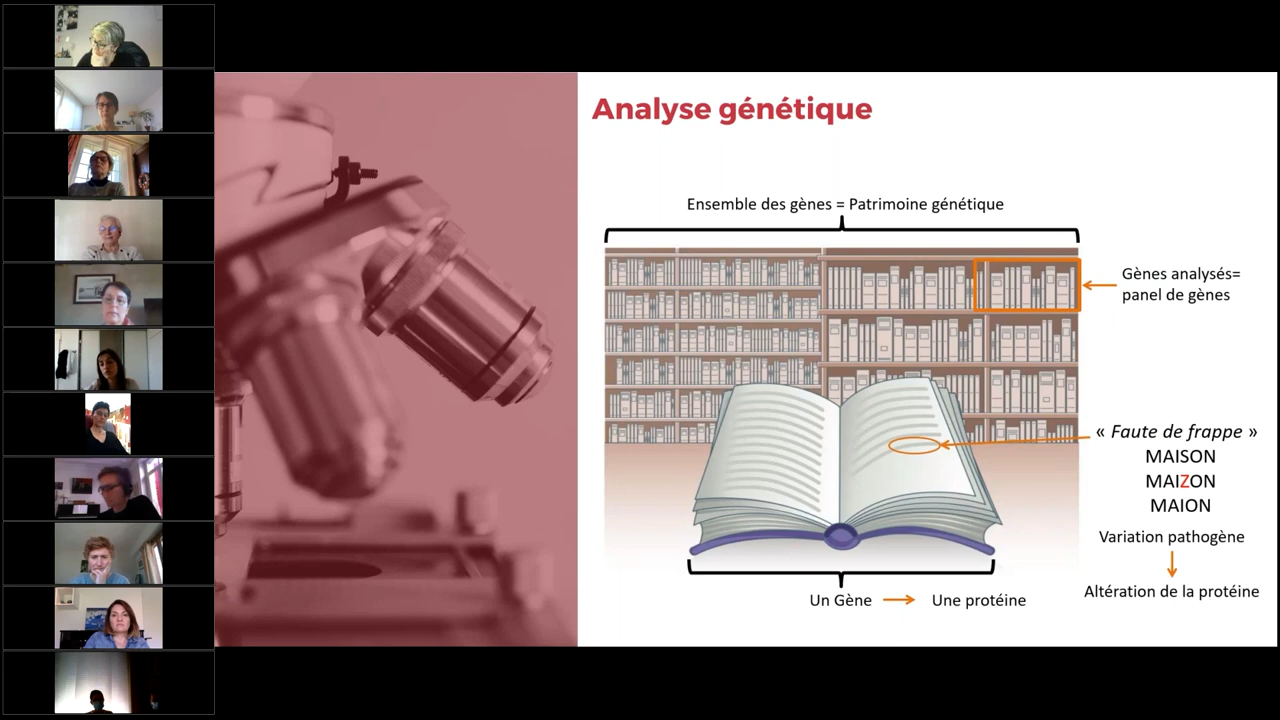 Analyse génétique
Ensemble des gènes = Patrimoine génétique
Gènes analysés=
panel de gènes
« Faute de frappe »
MAISON
MAIZON
MAION
Variation pathogène
Altération de la protéine
Un Gène
Une protéine